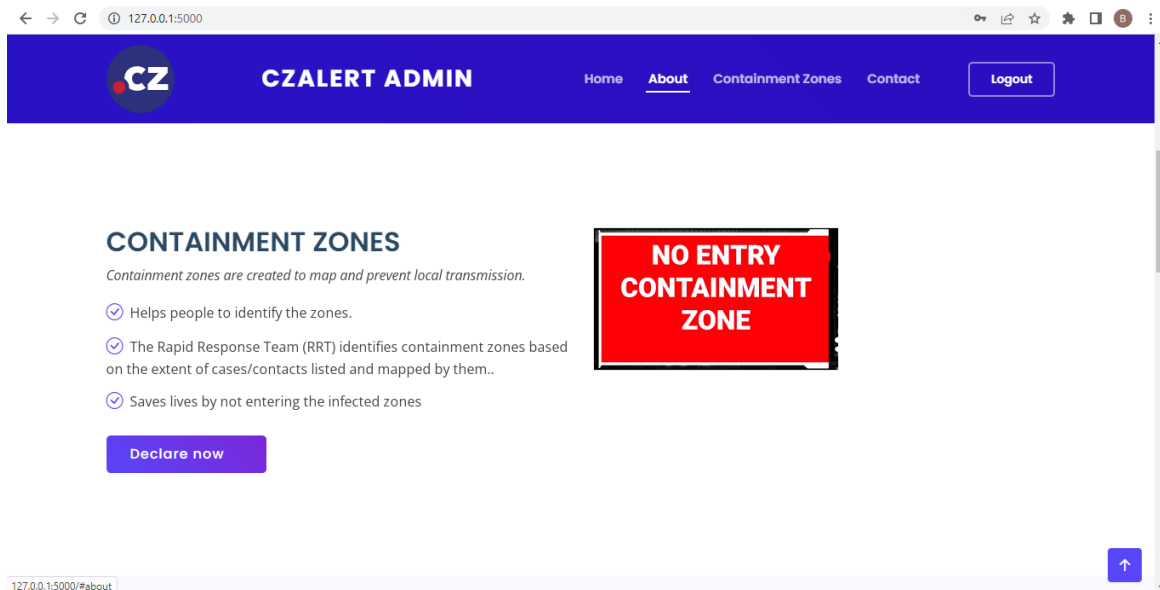 127.0.0.1:5000
B
.CZ
CZALERT ADMIN
Home
About
Containment Zones
Contact
Logout
CONTAINMENT ZONES
Containment zones are created to map and prevent local transmission.
Helps people to identify the zones.
The Rapid Response Team (RRT) identifies containment zones based
on the extent of cases/contacts listed and mapped by them..
Saves lives by not entering the infected zones
Declare now
NO ENTRY
CONTAINMENT
ZONE
127.0.0.1:5000/#about